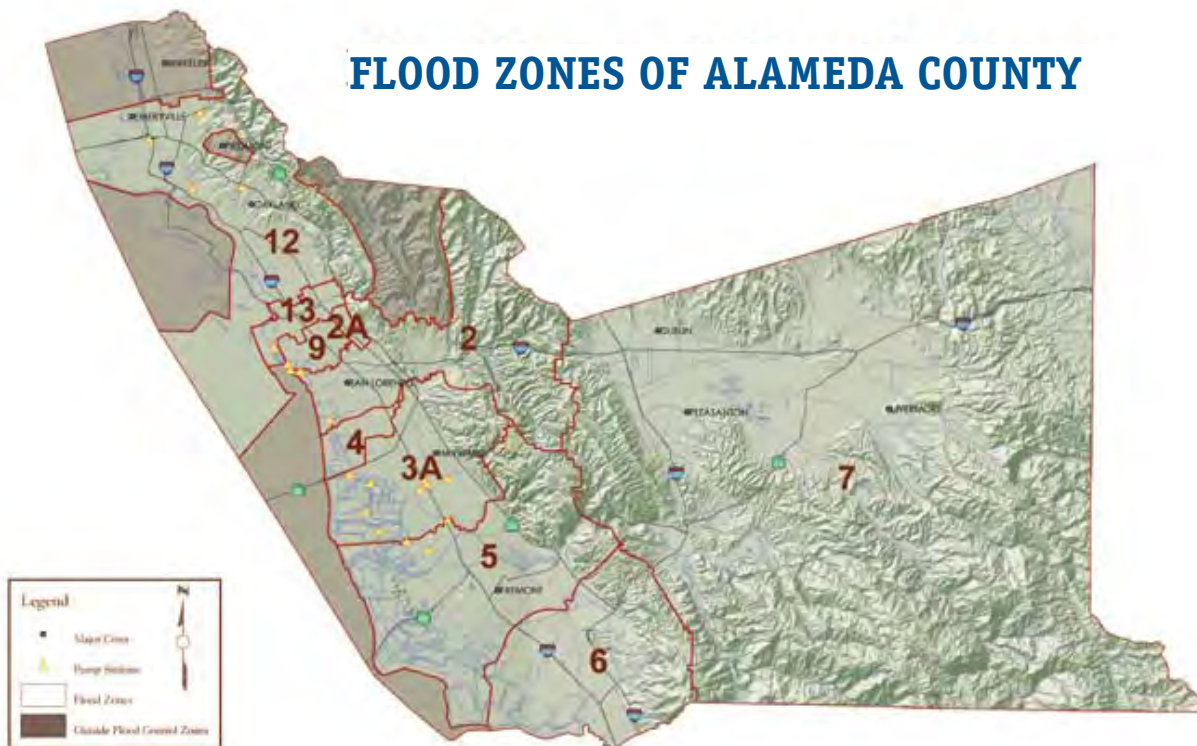 FLOOD ZONES OF ALAMEDA COUNTY
EMERYVILLE
OAKLAND
12
13
2A
2
9
DUBLIN
SAN LORENZO
PLEASANTON
LIVERMORE
4
3A
7
5
FREMONT
6
Legend
N
Major Cities
Pump Stations
Flood Zones
Outside Flood Control Zones